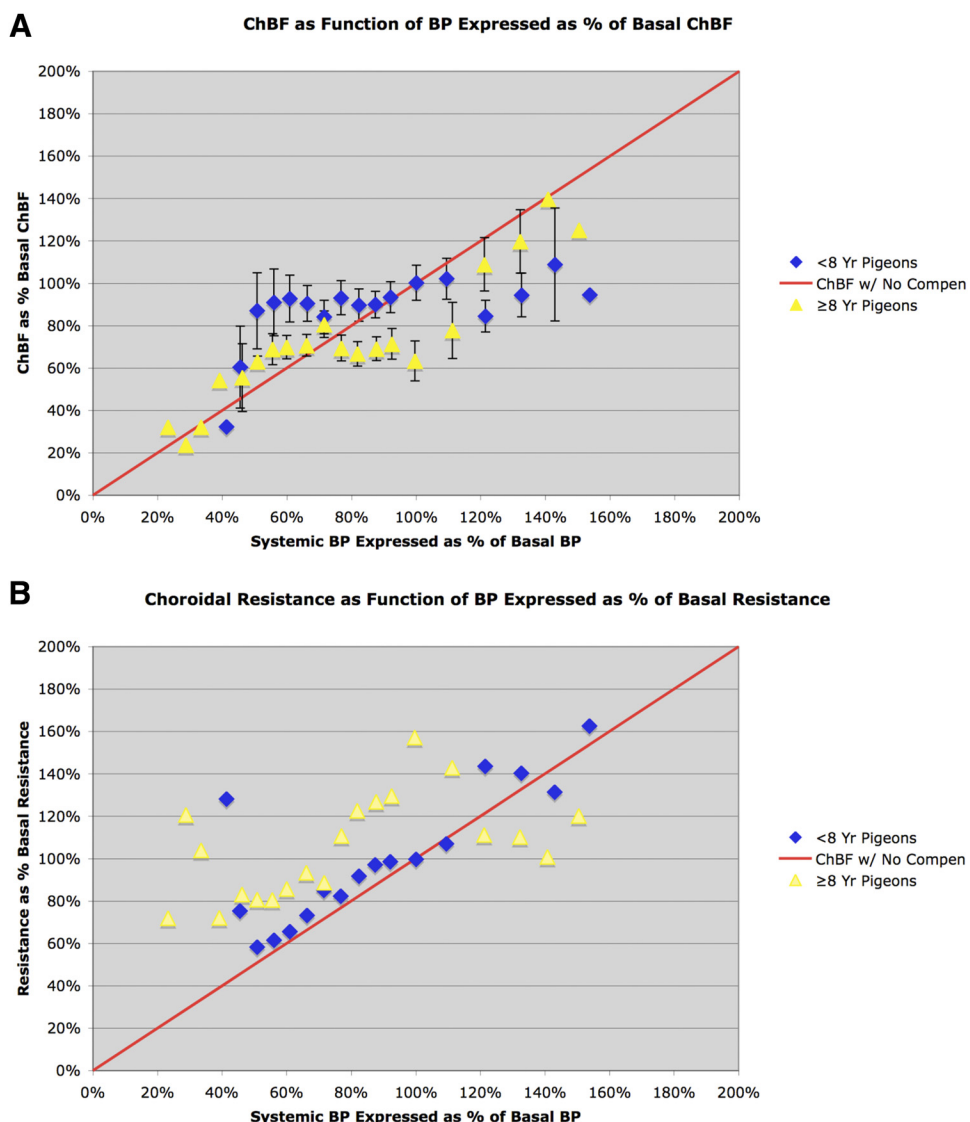 A
ChBF as Function of BP Expressed as % of Basal ChBF
200%
180%
160%
140%
120%
100%
80%
60%
40%
20%
0%
ChBF as % Basal ChBF
0% 20% 40% 60% 80% 100% 120% 140% 160% 180% 200%
Systemic BP Expressed as % of Basal BP
<8 Yr Pigeons
ChBF w/ No Compen
≥8 Yr Pigeons
B
Choroidal Resistance as Function of BP Expressed as % of Basal Resistance
200%
180%
160%
140%
120%
100%
80%
60%
40%
20%
0%
Resistance as % Basal Resistance
0% 20% 40% 60% 80% 100% 120% 140% 160% 180% 200%
Systemic BP Expressed as % of Basal BP
<8 Yr Pigeons
ChBF w/ No Compen
≥8 Yr Pigeons